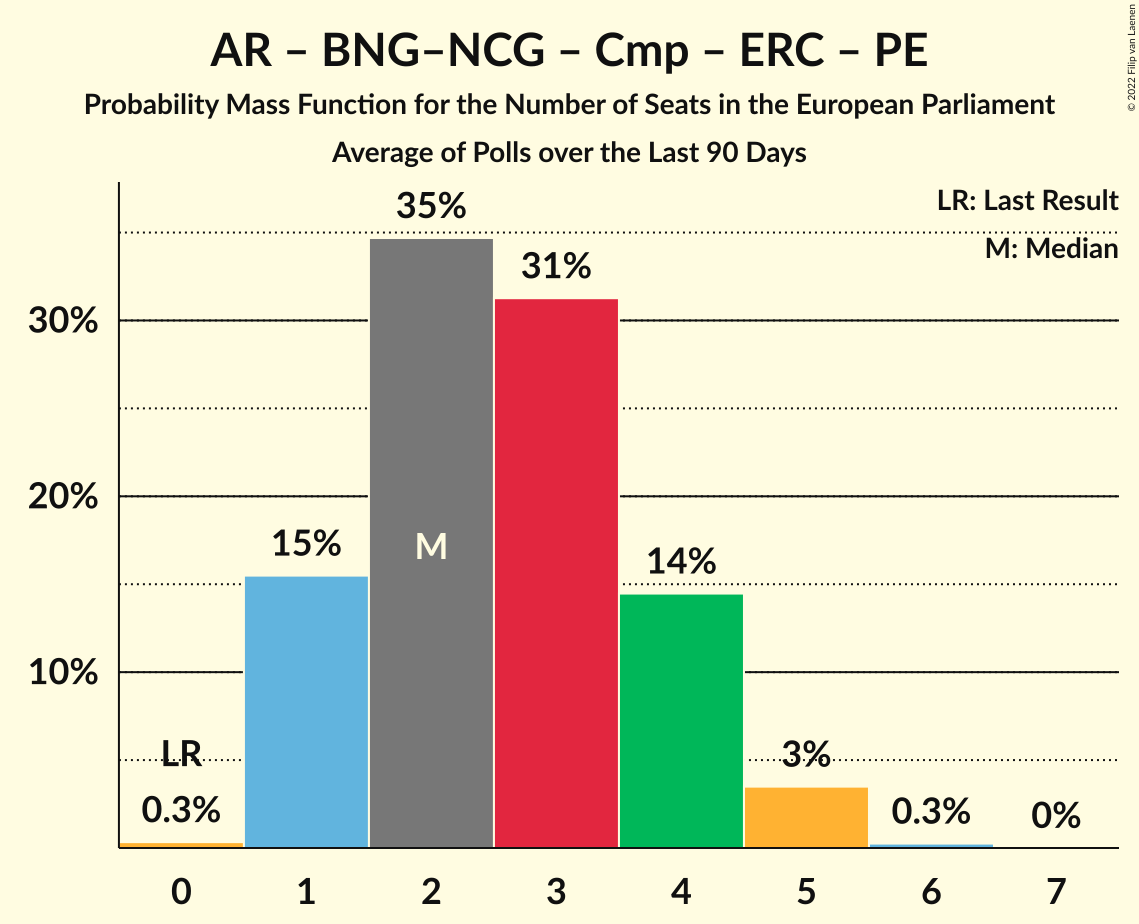 AR – BNG–NCG – Cmp – ERC – PE
Probability Mass Function for the Number of Seats in the European Parliament
Average of Polls over the Last 90 Days
© 2022 Filip van Laenen
LR: Last Result
M: Median
35%
31%
30%
20%
15%
M
14%
10%
LR
3%
0.3%
0.3%
0%
0 1 2 3 4 5 6 7